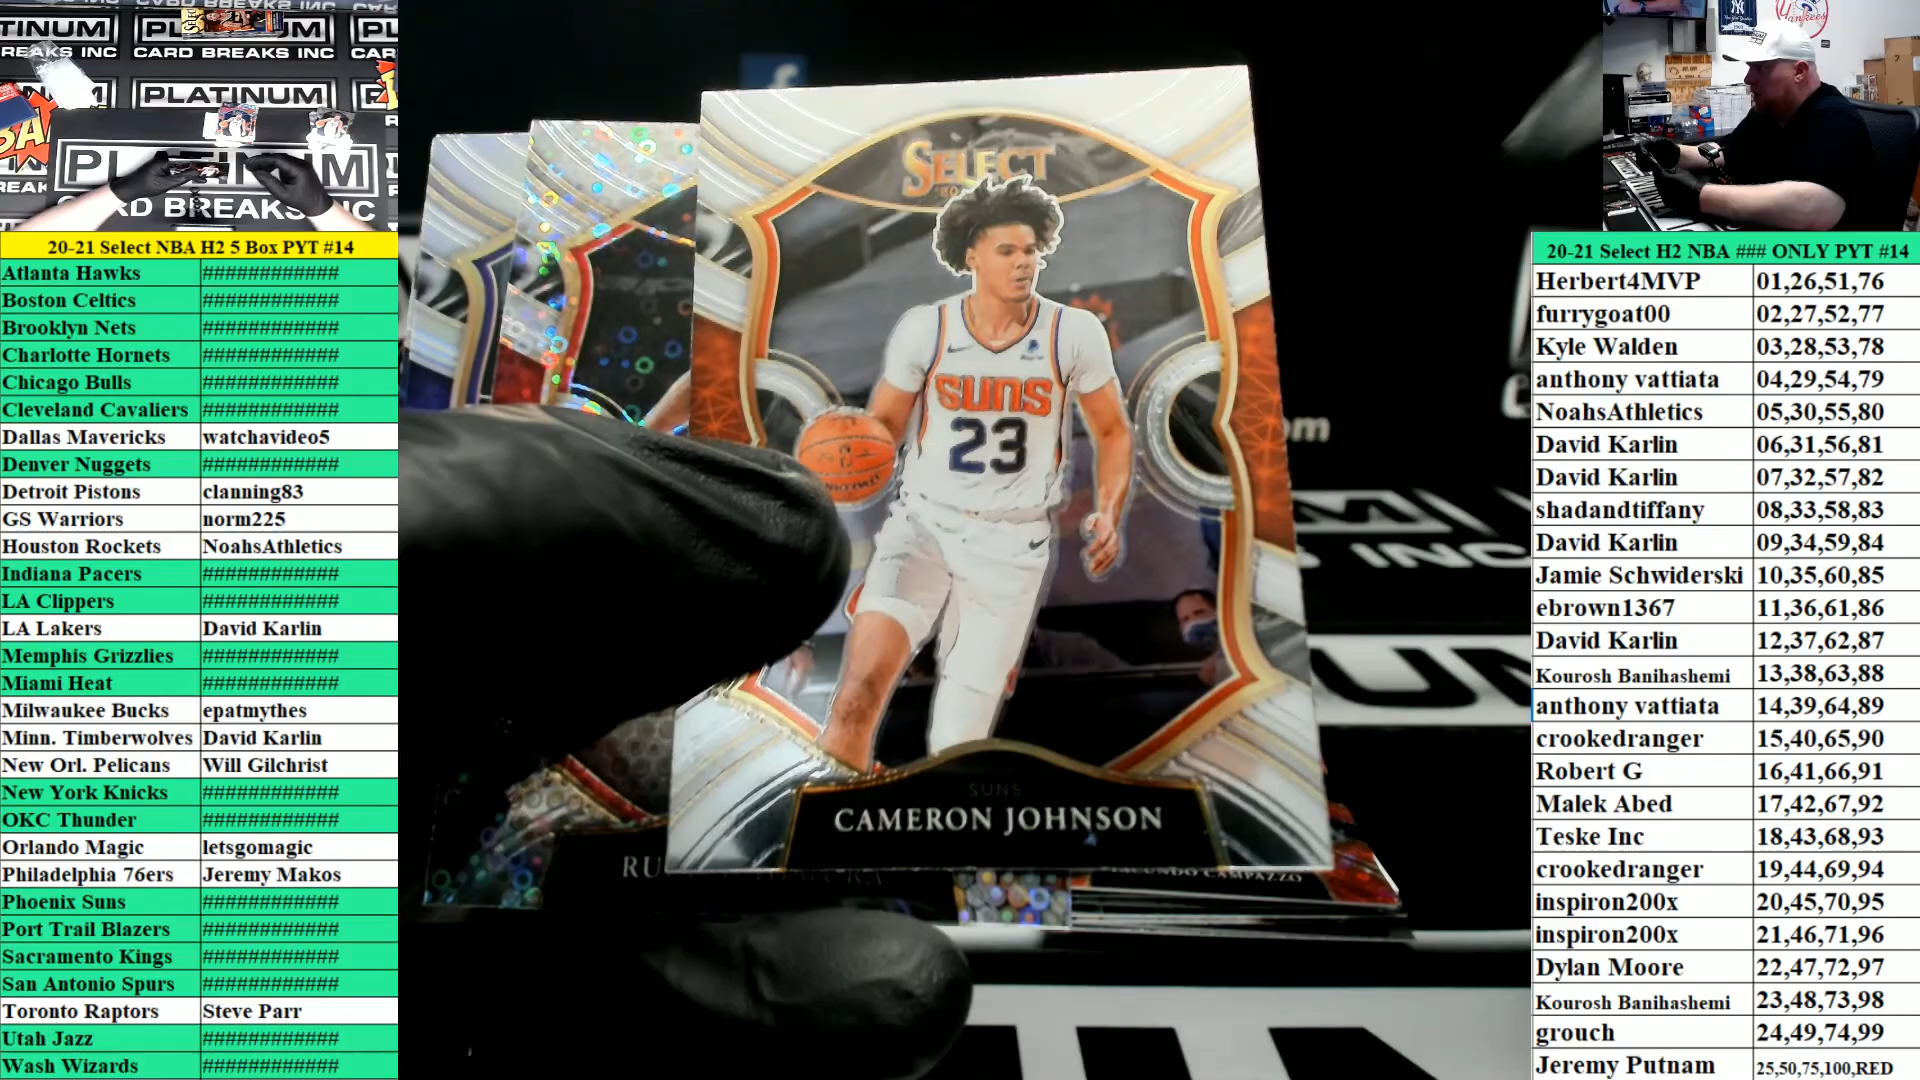 PLATINUM
CARD BREAKS INC
PLATINUM
PLATINUM
CARD BREAKS INC
20-21 Select NBA H2 5 Box PYT #14
Atlanta Hawks ############
Boston Celtics ############
Brooklyn Nets ############
Charlotte Hornets ############
Chicago Bulls ############
Cleveland Cavaliers ############
Dallas Mavericks watchavideo5
Denver Nuggets ############
Detroit Pistons clanning83
GS Warriors norm225
Houston Rockets NoahsAthletics
Indiana Pacers ############
LA Clippers ############
LA Lakers David Karlin
Memphis Grizzlies ############
Miami Heat ############
Milwaukee Bucks epatmythes
Minn. Timberwolves David Karlin
New Orl. Pelicans Will Gilchrist
New York Knicks ############
OKC Thunder ############
Orlando Magic letsgomagic
Philadelphia 76ers Jeremy Makos
Phoenix Suns ############
Port Trail Blazers ############
Sacramento Kings ############
San Antonio Spurs ############
Toronto Raptors Steve Parr
Utah Jazz ############
Wash Wizards ############
SELECT
SUNS
23
SUNS
CAMERON JOHNSON
FACUNDO CAMPAZZO
INC
Yankees
20-21 Select H2 NBA ### ONLY PYT #14
Herbert4MVP 01,26,51,76
furrygoat00 02,27,52,77
Kyle Walden 03,28,53,78
anthony vattiata 04,29,54,79
NoahsAthletics 05,30,55,80
David Karlin 06,31,56,81
David Karlin 07,32,57,82
shadandtiffany 08,33,58,83
David Karlin 09,34,59,84
Jamie Schwiderski 10,35,60,85
ebrown1367 11,36,61,86
David Karlin 12,37,62,87
Kourosh Banihashemi 13,38,63,88
anthony vattiata 14,39,64,89
crookedranger 15,40,65,90
Robert G 16,41,66,91
Malek Abed 17,42,67,92
Teske Inc 18,43,68,93
crookedranger 19,44,69,94
inspiron200x 20,45,70,95
inspiron200x 21,46,71,96
Dylan Moore 22,47,72,97
Kourosh Banihashemi 23,48,73,98
grouch 24,49,74,99
Jeremy Putnam 25,50,75,100,RED